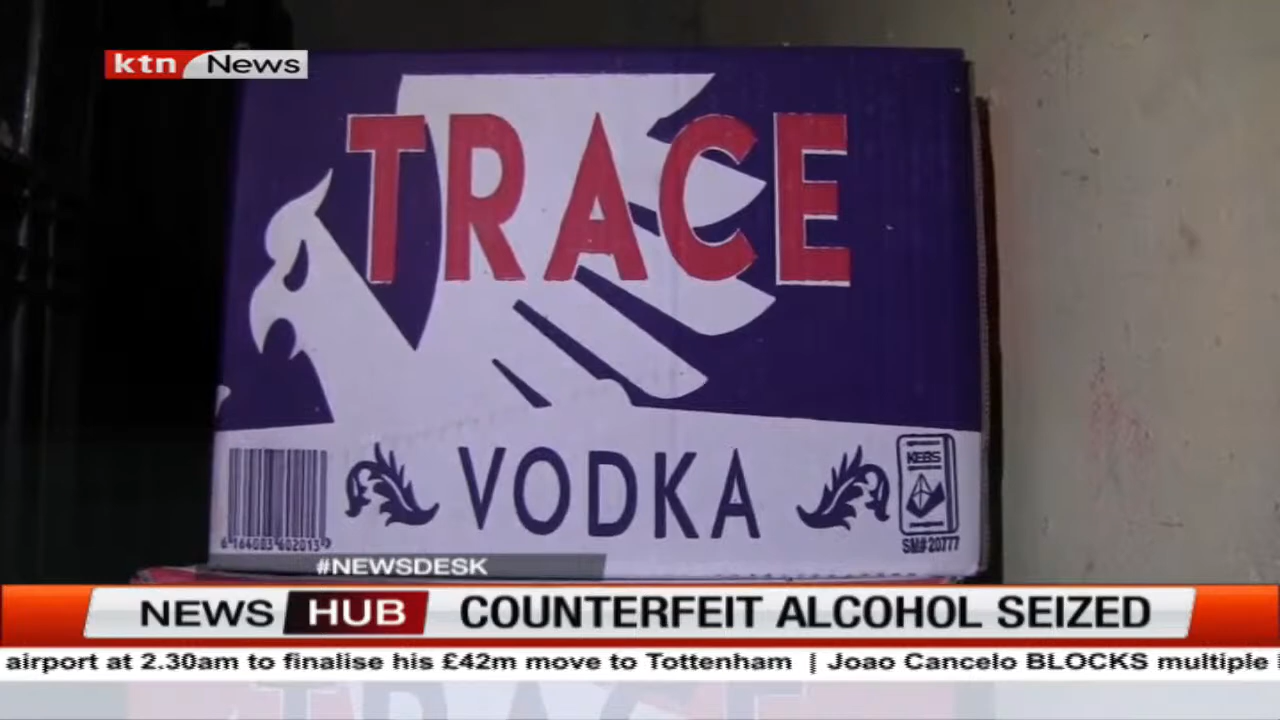 ktn News
TRACE
VODKA
KEBS
SM# 20777
#NEWSDESK
NEWS HUB COUNTERFEIT ALCOHOL SEIZED
airport at 2.30am to finalise his £42m move to Tottenham | Joao Cancelo BLOCKS multiple
TRACE